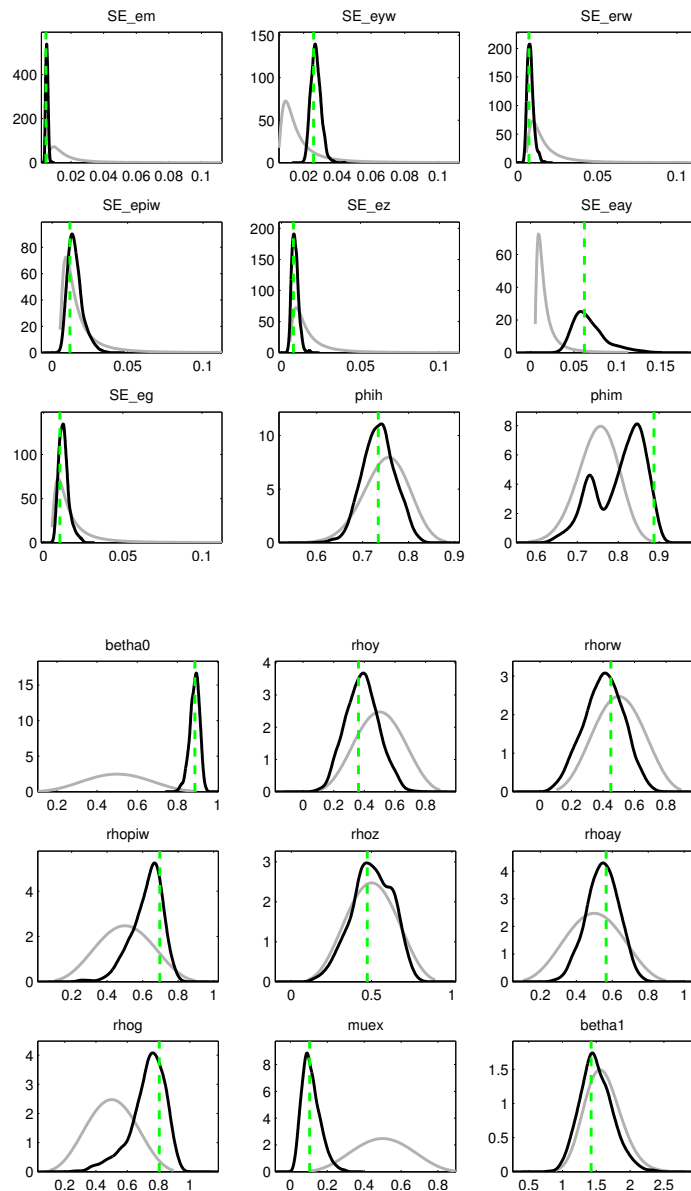 SE_em
SE_eyw
SE_erw
400
200
0
0.02 0.04 0.06 0.08 0.1
150
100
50
0
0.02 0.04 0.06 0.08 0.1
200
150
100
50
0
0 0.05 0.1
SE_epiw
SE_ez
SE_eay
80
60
40
20
0
0 0.05 0.1
200
150
100
50
0
0 0.05 0.1
80
60
40
20
0
0 0.05 0.1 0.15
SE_eg
phih
phim
100
50
0
0 0.05 0.1
10
5
0
0.6 0.7 0.8 0.9
8
6
4
2
0
0.6 0.7 0.8 0.9
betha0
rhoy
rhorw
15
10
5
0
0.2 0.4 0.6 0.8 1
4
3
2
1
0
0 0.2 0.4 0.6 0.8
3
2
1
0
0 0.2 0.4 0.6 0.8
rhopiw
rhoz
rhoay
4
2
0
0.2 0.4 0.6 0.8 1
3
2
1
0
0 0.5 1
4
3
2
1
0
0.2 0.4 0.6 0.8 1
rhog
muex
betha1
4
3
2
1
0
0.2 0.4 0.6 0.8 1
8
6
4
2
0
0 0.2 0.4 0.6 0.8
1.5
1
0.5
0
0.5 1 1.5 2 2.5